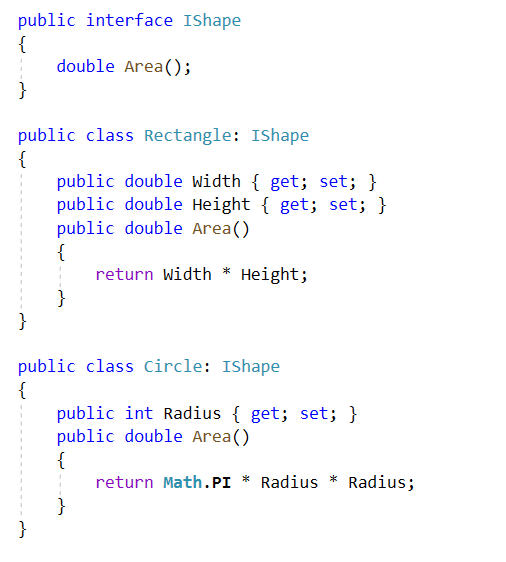 public interface IShape
{
    double Area();
}

public class Rectangle: IShape
{
    public double Width { get; set; }
    public double Height { get; set; }
    public double Area()
    {
        return Width * Height;
    }
}

public class Circle: IShape
{
    public int Radius { get; set; }
    public double Area()
    {
        return Math.PI * Radius * Radius;
    }
}